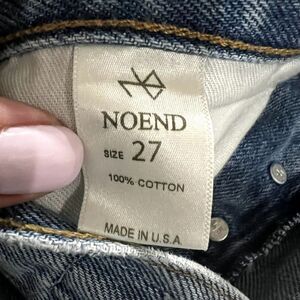 NOEND
SIZE 27
100% COTTON
MADE IN U.S.A